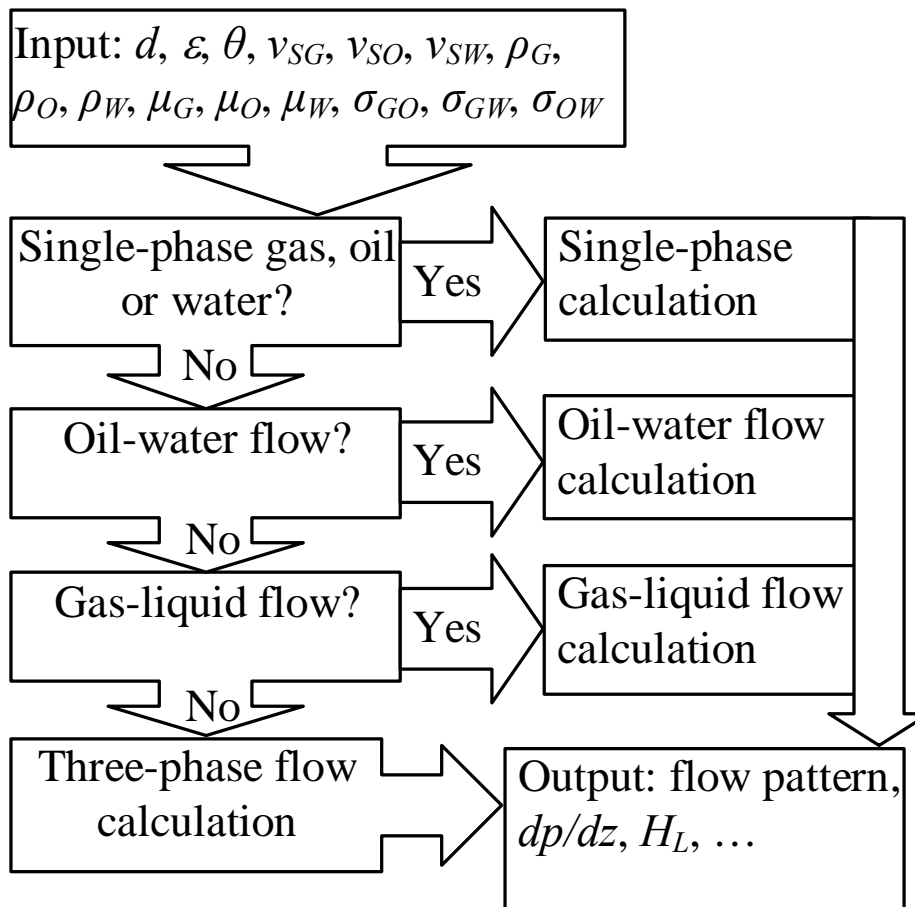 Input: d, ε, θ, vSG, vSO, vSW, ρG,
ρO, ρW, μG, μO, μW, σGO, σGW, σOW
Single-phase gas, oil
or water?
Yes
Single-phase
calculation
No
Oil-water flow?
Yes
Oil-water flow
calculation
No
Gas-liquid flow?
Yes
Gas-liquid flow
calculation
No
Three-phase flow
calculation
Output: flow pattern,
dp/dz, HL, …